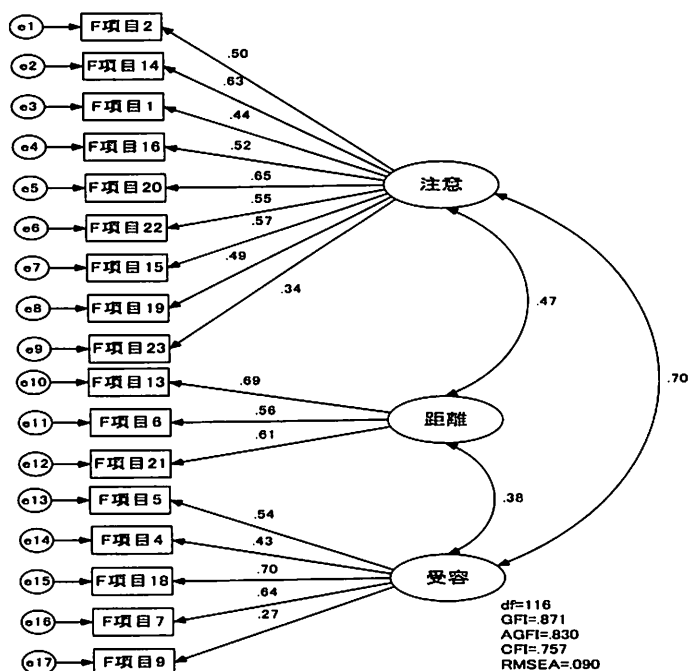 e1 F項目2
.50
e2 F項目14
.63
e3 F項目1
.44
e4 F項目16
.52
e5 F項目20
.65
注意
e6 F項目22
.55
e7 F項目15
.57
e8 F項目19
.49
e9 F項目23
.34
.47
.70
e10 F項目13
.69
e11 F項目6
.56
距離
e12 F項目21
.61
.38
e13 F項目5
.54
e14 F項目4
.43
e15 F項目18
.70
受容
e16 F項目7
.64
e17 F項目9
.27
df=116
GFI=.871
AGFI=.830
CFI=.757
RMSEA=.090